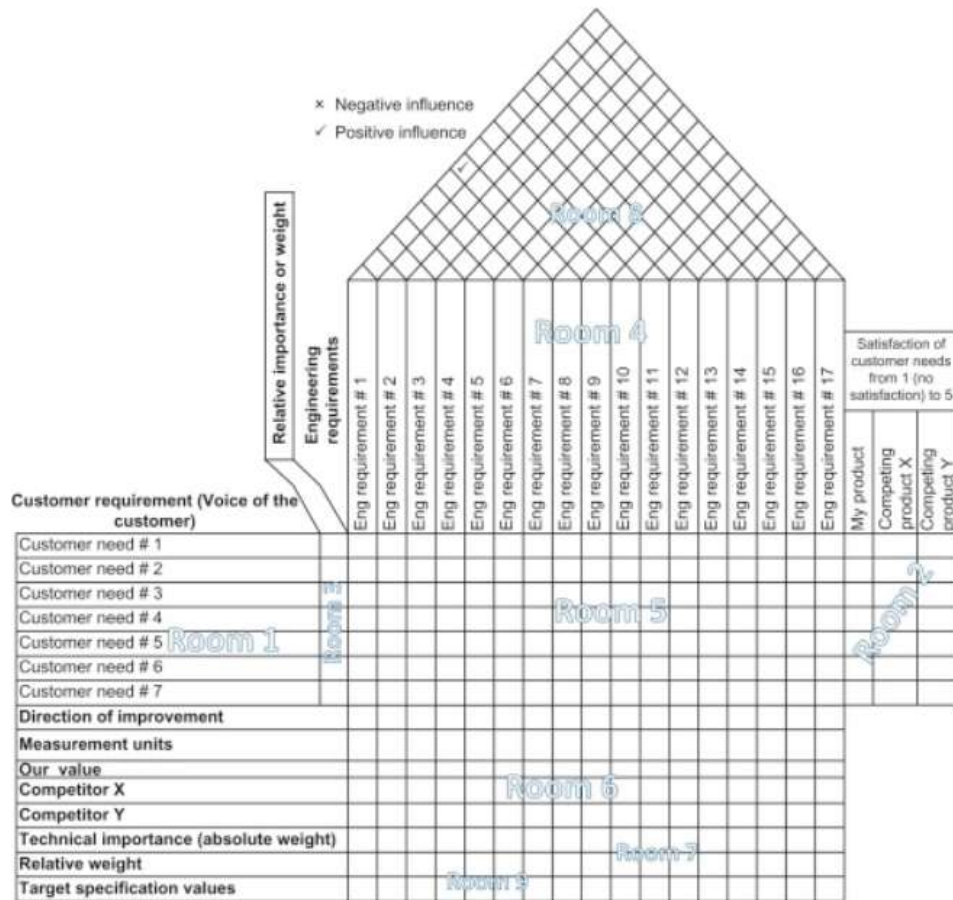 × Negative influence
✓ Positive influence
Room 8
Relative importance or weight
Engineering
requirements
Room 4
Eng requirement # 1
Eng requirement # 2
Eng requirement # 3
Eng requirement # 4
Eng requirement # 5
Eng requirement # 6
Eng requirement # 7
Eng requirement # 8
Eng requirement # 9
Eng requirement # 10
Eng requirement # 11
Eng requirement # 12
Eng requirement # 13
Eng requirement # 14
Eng requirement # 15
Eng requirement # 16
Eng requirement # 17
Satisfaction of
customer needs
from 1 (no
satisfaction) to 5
My product
Competing
product X
Competing
product Y
Customer requirement (Voice of the
customer)
Customer need # 1
Customer need # 2
Customer need # 3
Customer need # 4
Customer need # 5
Customer need # 6
Customer need # 7
Room 1
Room 3
Room 5
Room 2
Direction of improvement
Measurement units
Our value
Competitor X
Room 6
Competitor Y
Technical importance (absolute weight)
Room 7
Relative weight
Target specification values
Room 9